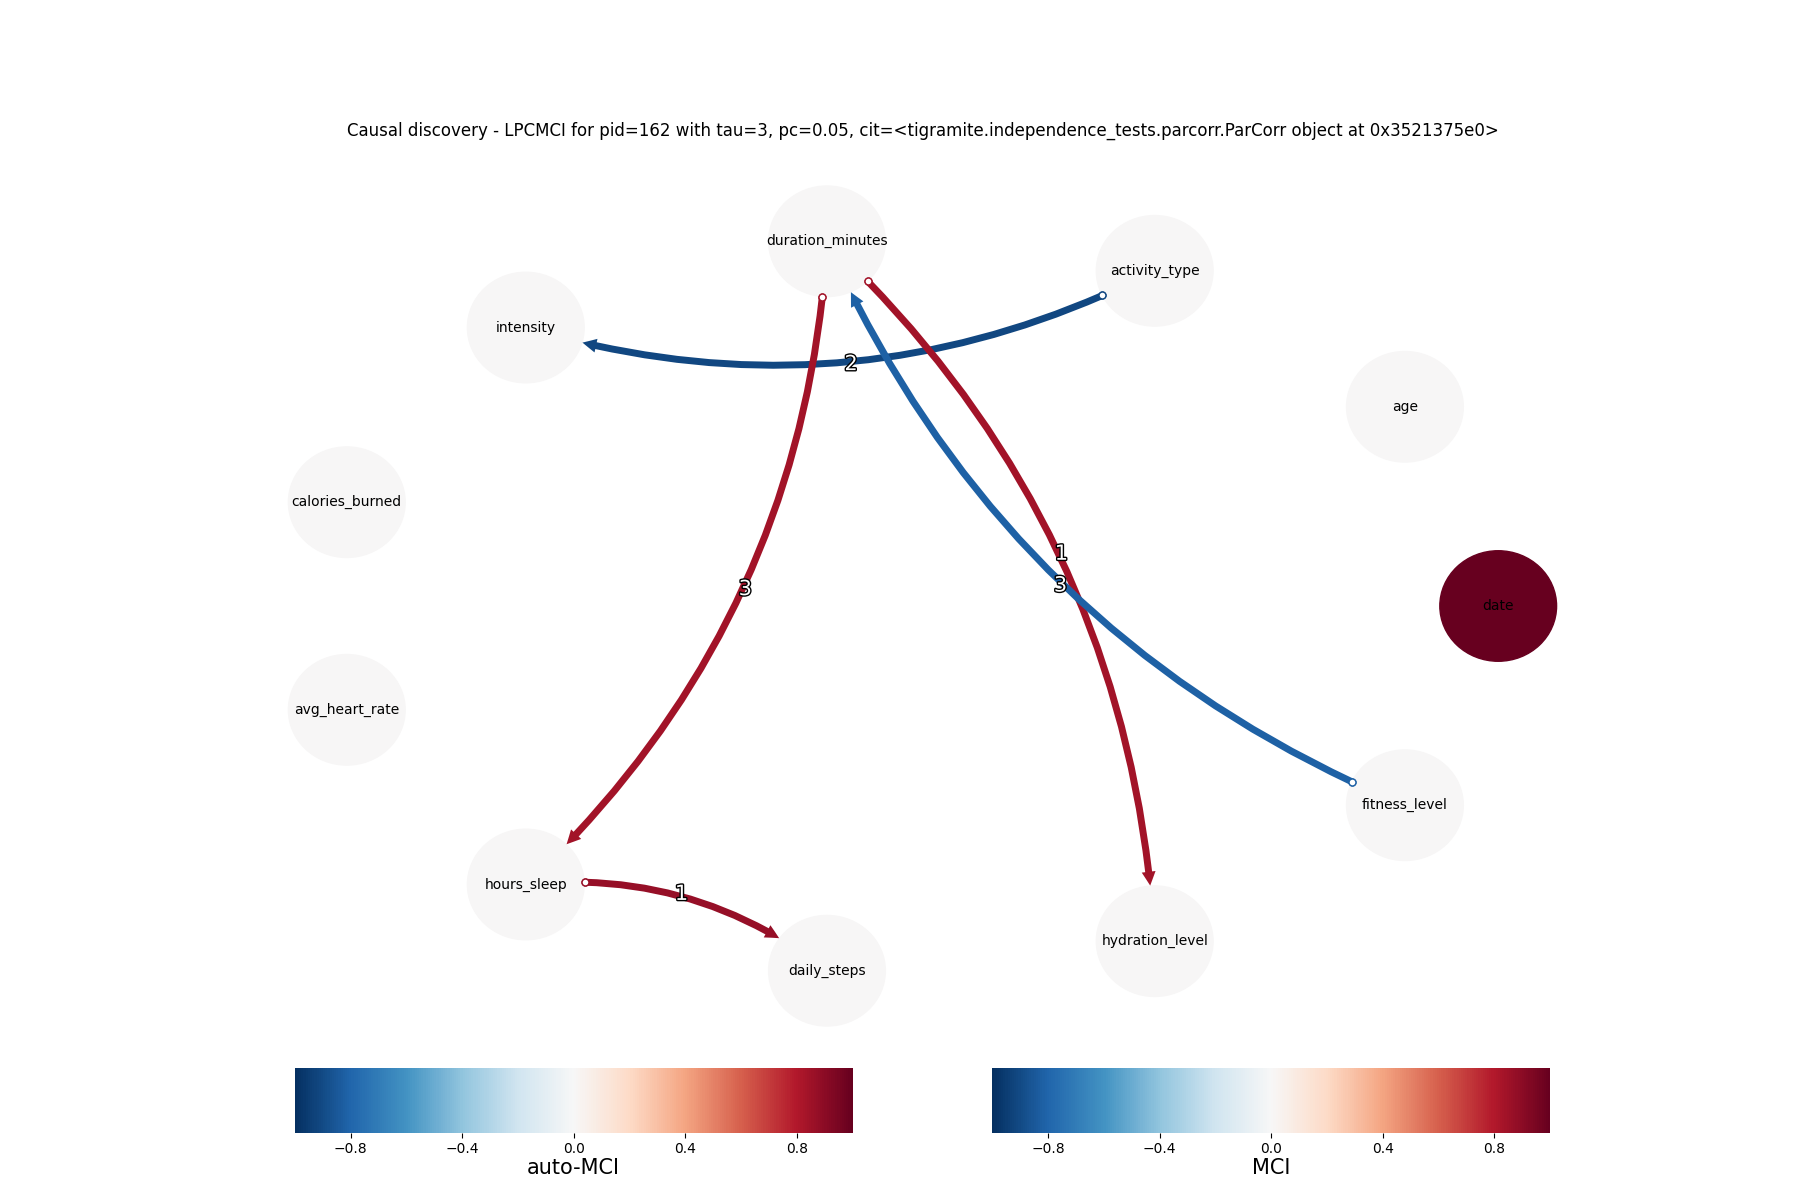 Causal discovery - LPCMCI for pid=162 with tau=3, pc=0.05, cit=<tigramite.independence_tests.parcorr.ParCorr object at 0x3521375e0>
duration_minutes
activity_type
intensity
2
age
calories_burned
1
3
3
date
avg_heart_rate
fitness_level
hours_sleep
1
hydration_level
daily_steps
−0.8 −0.4 0.0 0.4 0.8
auto-MCI
−0.8 −0.4 0.0 0.4 0.8
MCI